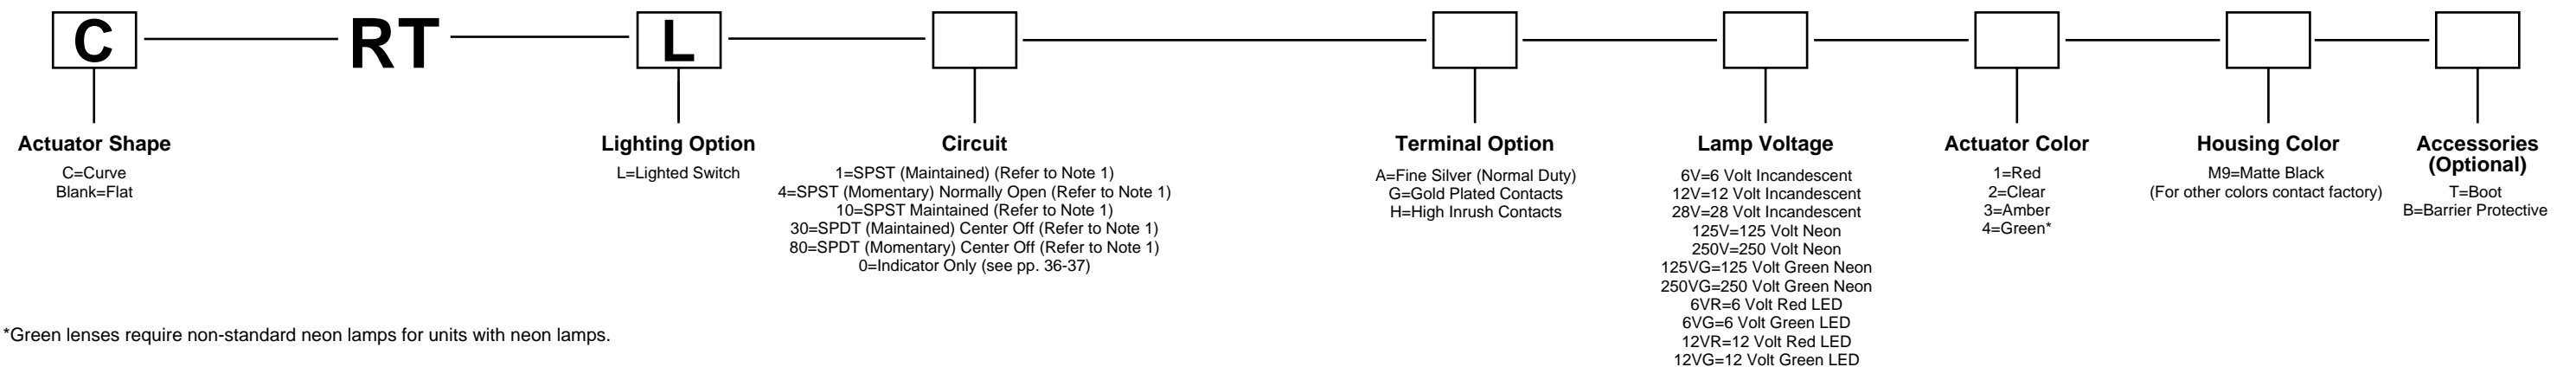 C RT L
Actuator Shape
C=Curve
Blank=Flat
Lighting Option
L=Lighted Switch
Circuit
1=SPST (Maintained) (Refer to Note 1)
4=SPST (Momentary) Normally Open (Refer to Note 1)
10=SPST Maintained (Refer to Note 1)
30=SPDT (Maintained) Center Off (Refer to Note 1)
80=SPDT (Momentary) Center Off (Refer to Note 1)
0=Indicator Only (see pp. 36-37)
Terminal Option
A=Fine Silver (Normal Duty)
G=Gold Plated Contacts
H=High Inrush Contacts
Lamp Voltage
6V=6 Volt Incandescent
12V=12 Volt Incandescent
28V=28 Volt Incandescent
125V=125 Volt Neon
250V=250 Volt Neon
125VG=125 Volt Green Neon
250VG=250 Volt Green Neon
6VR=6 Volt Red LED
6VG=6 Volt Green LED
12VR=12 Volt Red LED
12VG=12 Volt Green LED
Actuator Color
1=Red
2=Clear
3=Amber
4=Green*
Housing Color
M9=Matte Black
(For other colors contact factory)
Accessories
(Optional)
T=Boot
B=Barrier Protective
*Green lenses require non-standard neon lamps for units with neon lamps.